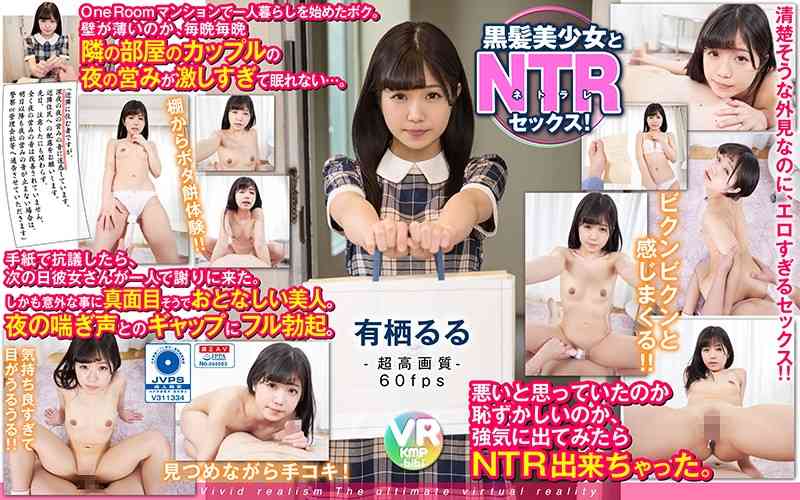 One Roomマンションで一人暮らしを始めたボク。
壁が薄いのか、毎晩毎晩
隣の部屋のカップルの
夜の営みが激しすぎて眠れない…。
棚からボタ餅体験!!
手紙で抗議したら、
次の日彼女さんが一人で謝りに来た。
しかも意外な事に真面目そうでおとなしい美人。
夜の喘ぎ声とのギャップにフル勃起。
気持ち良すぎて
目がうるうる!!
JVPS
V311334
見つめながら手コキ!
黒髪美少女と
NTR
ネトラレ
セックス!
有栖るる
- 超高画質 -
60fps
VR
KMP
bibi
清楚そうな外見なのに、エロすぎるセックス!!
ビクンビクンと
感じまくる!!
悪いと思っていたのか
恥ずかしいのか、
強気に出てみたら
NTR出来ちゃった。
Vivid realism The ultimate virtual reality